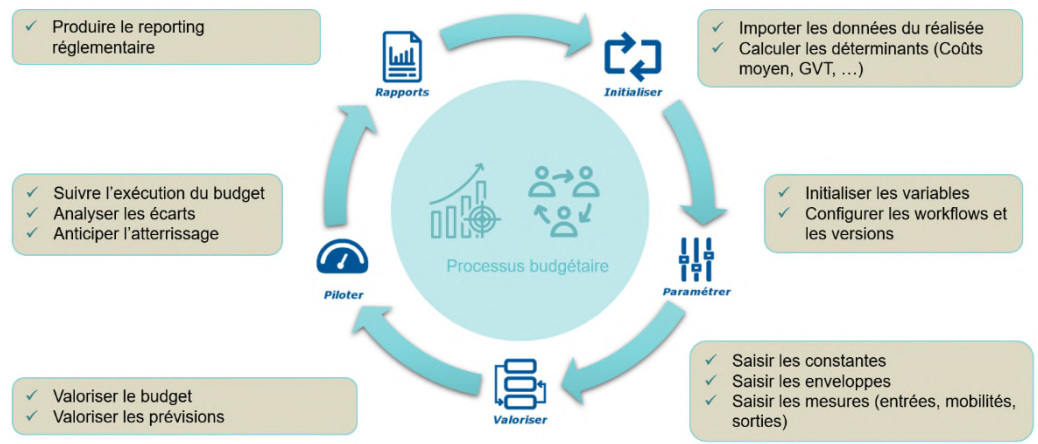 Produire le reporting
réglementaire
Rapports
Initialiser
Importer les données du réalisée
Calculer les déterminants (Coûts
moyen, GVT, …)
Suivre l’exécution du budget
Analyser les écarts
Anticiper l’atterrissage
Initialiser les variables
Configurer les workflows et
les versions
Processus budgétaire
Piloter
Paramétrer
Valoriser le budget
Valoriser les prévisions
Valoriser
Saisir les constantes
Saisir les enveloppes
Saisir les mesures (entrées, mobilités,
sorties)